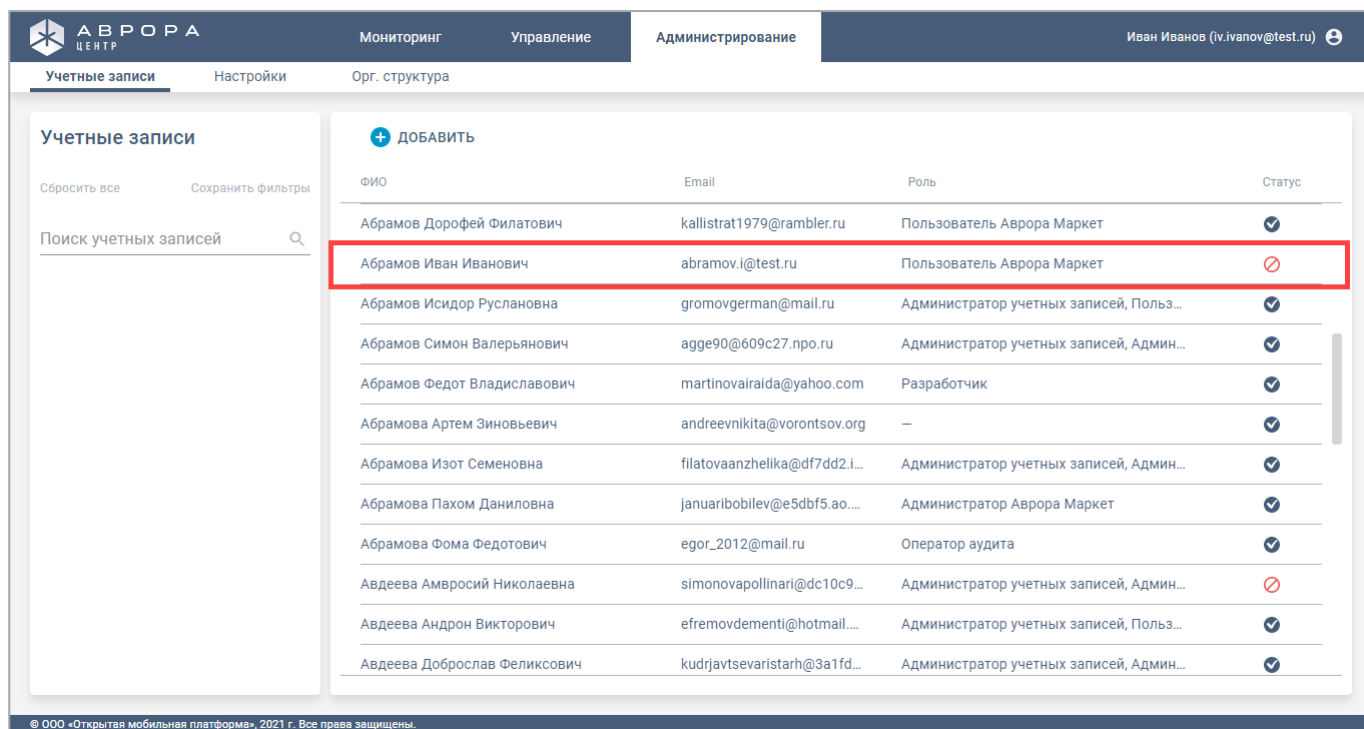 АВРОРА
ЦЕНТР
Мониторинг Управление Администрирование Иван Иванов (iv.ivanov@test.ru)
Учетные записи Настройки Орг. структура
Учетные записи
Сбросить все Сохранить фильтры
Поиск учетных записей
ДОБАВИТЬ
ФИО Email Роль Статус
Абрамов Дорофей Филатович kallistrat1979@rambler.ru Пользователь Аврора Маркет
Абрамов Иван Иванович abramov.i@test.ru Пользователь Аврора Маркет
Абрамов Исидор Руслановна gromovgerman@mail.ru Администратор учетных записей, Польз...
Абрамов Симон Валерьянович agge90@609c27.npo.ru Администратор учетных записей, Админ...
Абрамов Федот Владиславович martinovairaida@yahoo.com Разработчик
Абрамова Артем Зиновьевич andreevnikita@vorontsov.org —
Абрамова Изот Семеновна filatovaanzhelika@df7dd2.i... Администратор учетных записей, Админ...
Абрамова Пахом Даниловна januaribobilev@e5dbf5.ao.... Администратор Аврора Маркет
Абрамова Фома Федотович egor_2012@mail.ru Оператор аудита
Авдеева Амвросий Николаевна simonovapollinari@dc10c9... Администратор учетных записей, Админ...
Авдеева Андрон Викторович efremovdementi@hotmail.... Администратор учетных записей, Польз...
Авдеева Доброслав Феликсович kudrjavtsevaristarh@3a1fd... Администратор учетных записей, Админ...
© ООО «Открытая мобильная платформа», 2021 г. Все права защищены.